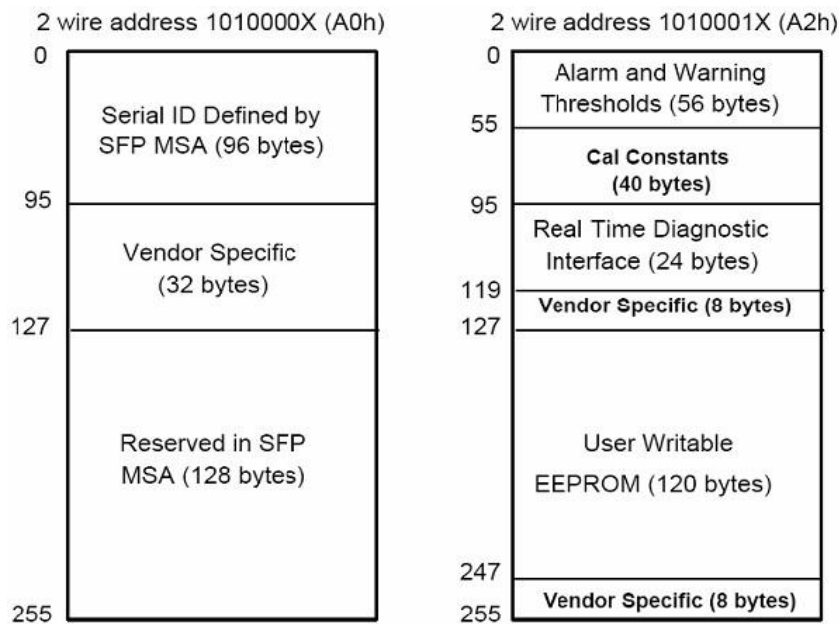 2 wire address 1010000X (A0h)
0
Serial ID Defined by
SFP MSA (96 bytes)
95
Vendor Specific
(32 bytes)
127
Reserved in SFP
MSA (128 bytes)
255
2 wire address 1010001X (A2h)
0
Alarm and Warning
Thresholds (56 bytes)
55
Cal Constants
(40 bytes)
95
Real Time Diagnostic
Interface (24 bytes)
119
Vendor Specific (8 bytes)
127
User Writable
EEPROM (120 bytes)
247
Vendor Specific (8 bytes)
255